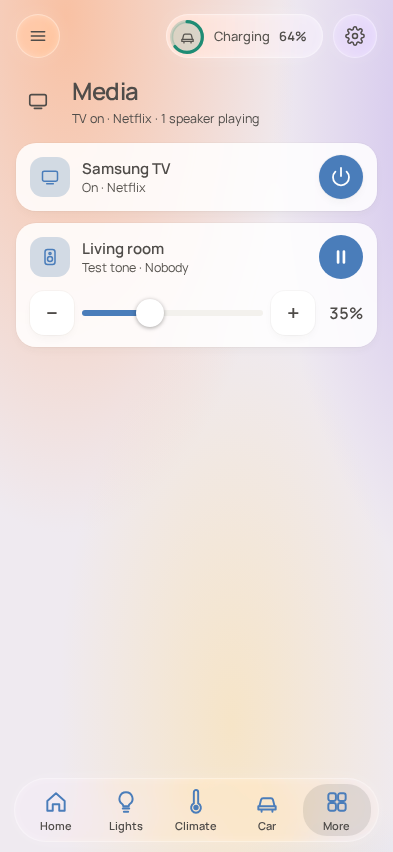 Charging 64%
Media
TV on · Netflix · 1 speaker playing
Samsung TV
On · Netflix
Living room
Test tone · Nobody
− + 35%
Home Lights Climate Car More